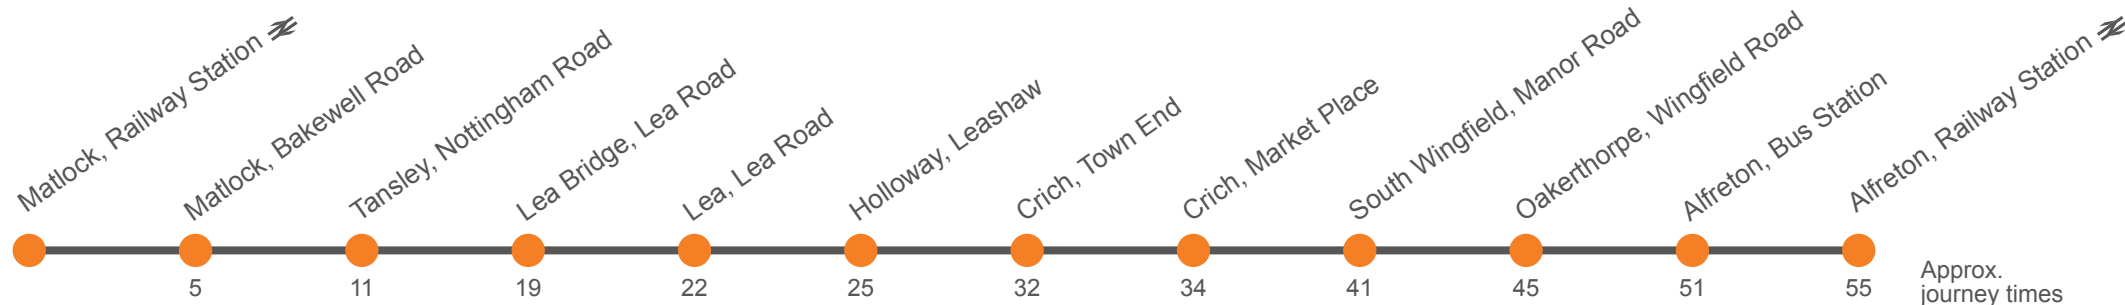 Matlock, Railway Station
Matlock, Bakewell Road
Tansley, Nottingham Road
Lea Bridge, Lea Road
Lea, Lea Road
Holloway, Leashaw
Crich, Town End
Crich, Market Place
South Wingfield, Manor Road
Oakerthorpe, Wingfield Road
Alfreton, Bus Station
Alfreton, Railway Station
5
11
19
22
25
32
34
41
45
51
55
Approx.
journey times